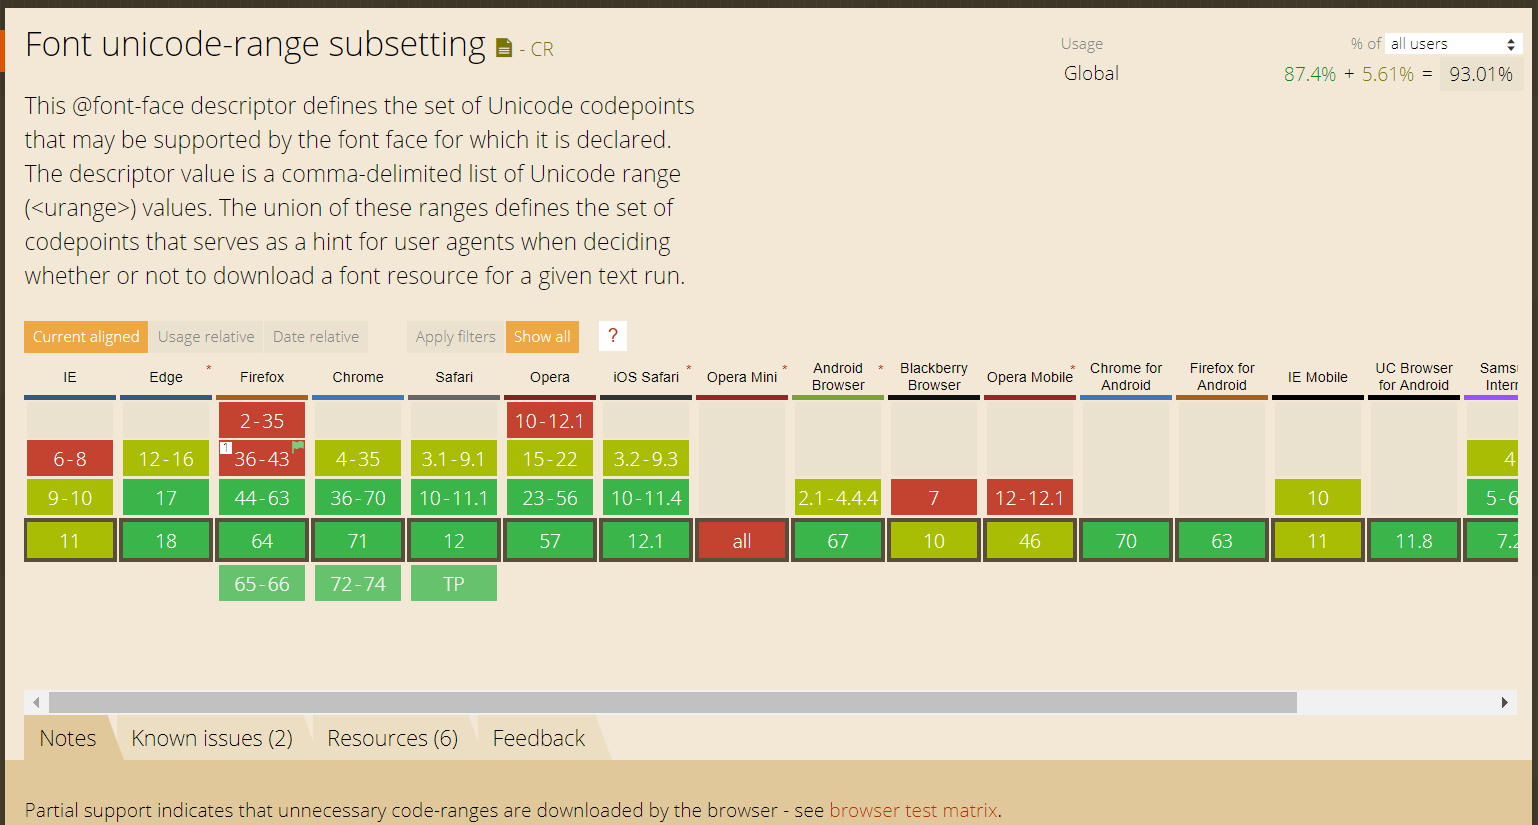 Font unicode-range subsetting - CR
Usage % of all users
Global 87.4% + 5.61% = 93.01%
This @font-face descriptor defines the set of Unicode codepoints
that may be supported by the font face for which it is declared.
The descriptor value is a comma-delimited list of Unicode range
(<urange>) values. The union of these ranges defines the set of
codepoints that serves as a hint for user agents when deciding
whether or not to download a font resource for a given text run.
Current aligned Usage relative Date relative Apply filters Show all ?
IE Edge * Firefox Chrome Safari Opera iOS Safari * Opera Mini * Android Browser * Blackberry Browser Opera Mobile * Chrome for Android Firefox for Android IE Mobile UC Browser for Android Sams Intern
2-35 10-12.1
6-8 12-16 1 36-43 4-35 3.1-9.1 15-22 3.2-9.3 4
9-10 17 44-63 36-70 10-11.1 23-56 10-11.4 2.1-4.4.4 7 12-12.1 10 5-6
11 18 64 71 12 57 12.1 all 67 10 46 70 63 11 11.8 7.2
65-66 72-74 TP
Notes Known issues (2) Resources (6) Feedback
Partial support indicates that unnecessary code-ranges are downloaded by the browser - see browser test matrix.